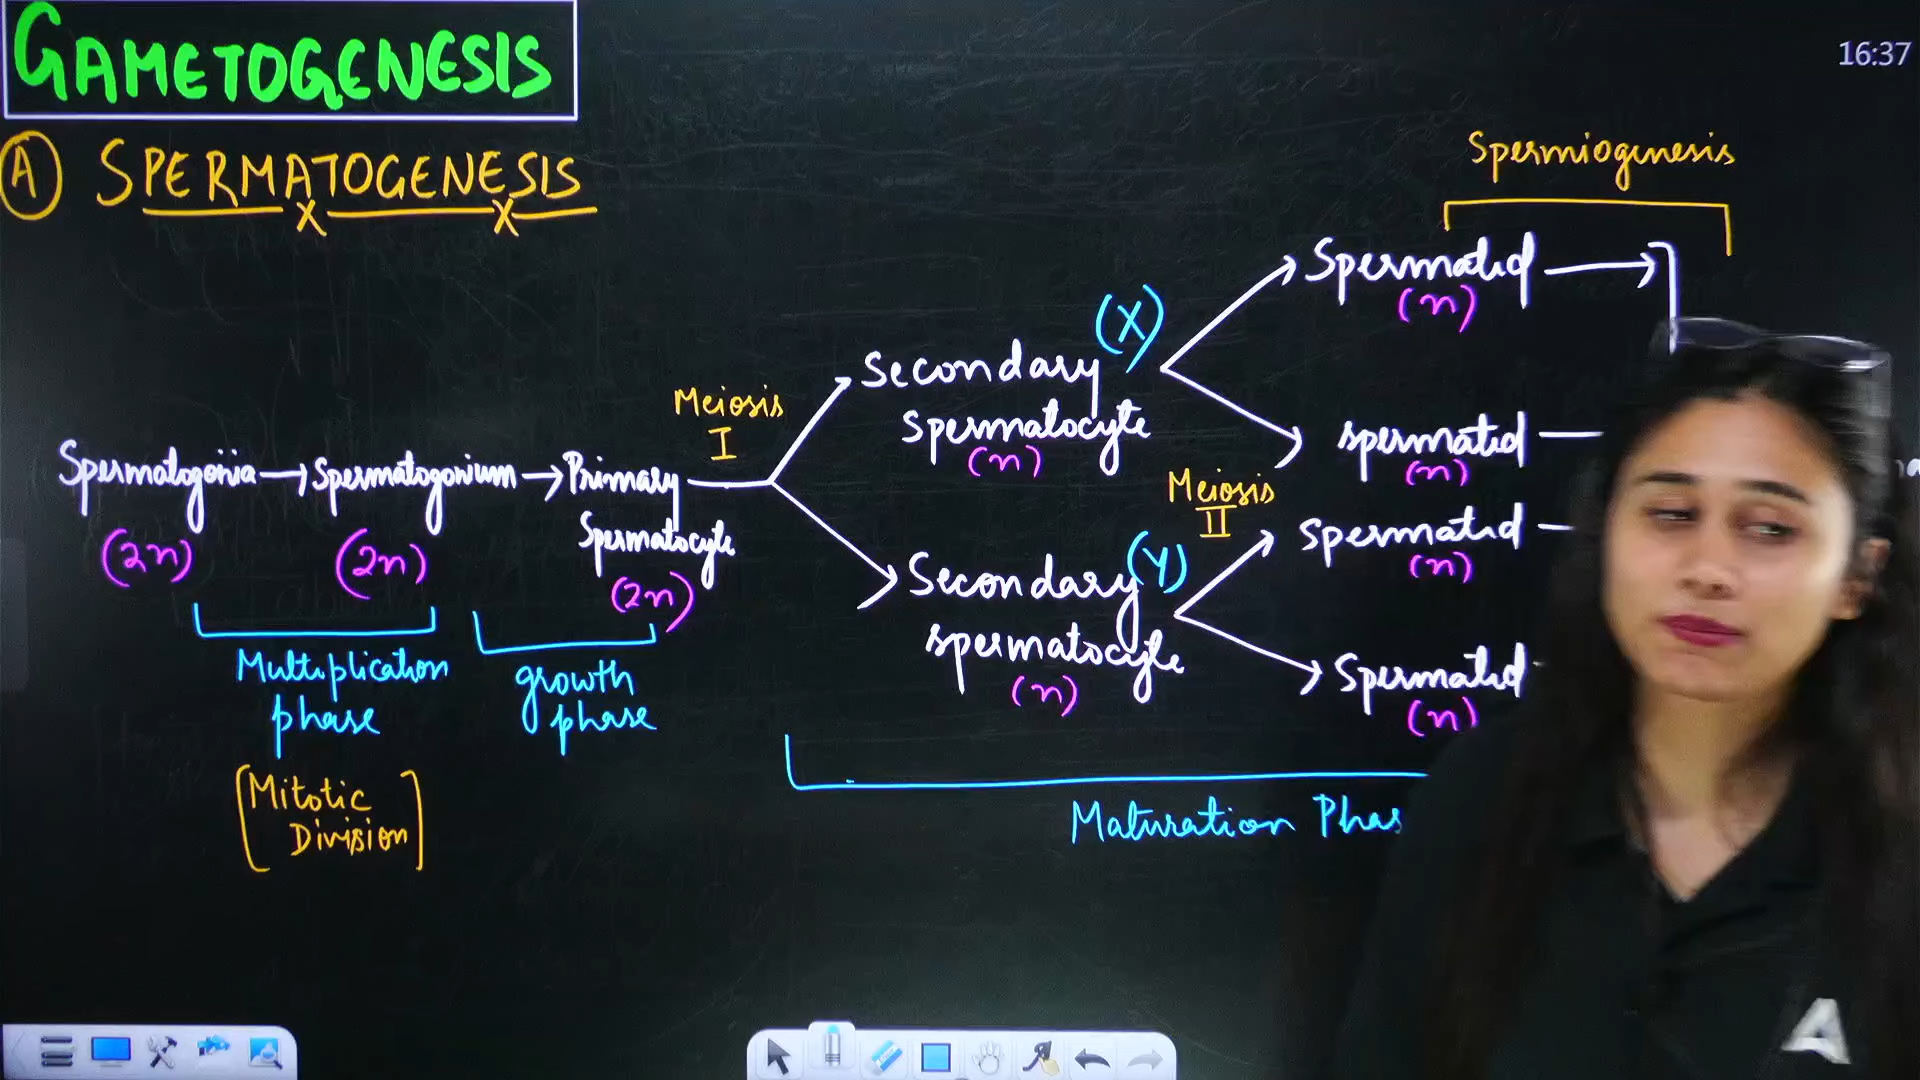 GAMETOGENESIS
16:37
A SPERMATOGENESIS
Spermiogenesis
Spermatid
(n)
(X)
Secondary
spermatocyte
(n)
Meiosis
I
spermatid
(n)
Spermatogonia → Spermatogonium → Primary
Spermatocyte
(2n)
(2n)
(2n)
Meiosis
II
spermatid
(n)
Secondary (Y)
spermatocyte
(n)
Spermatid
(n)
Multiplication
phase
growth
phase
[Mitotic
Division]
Maturation Phas
A